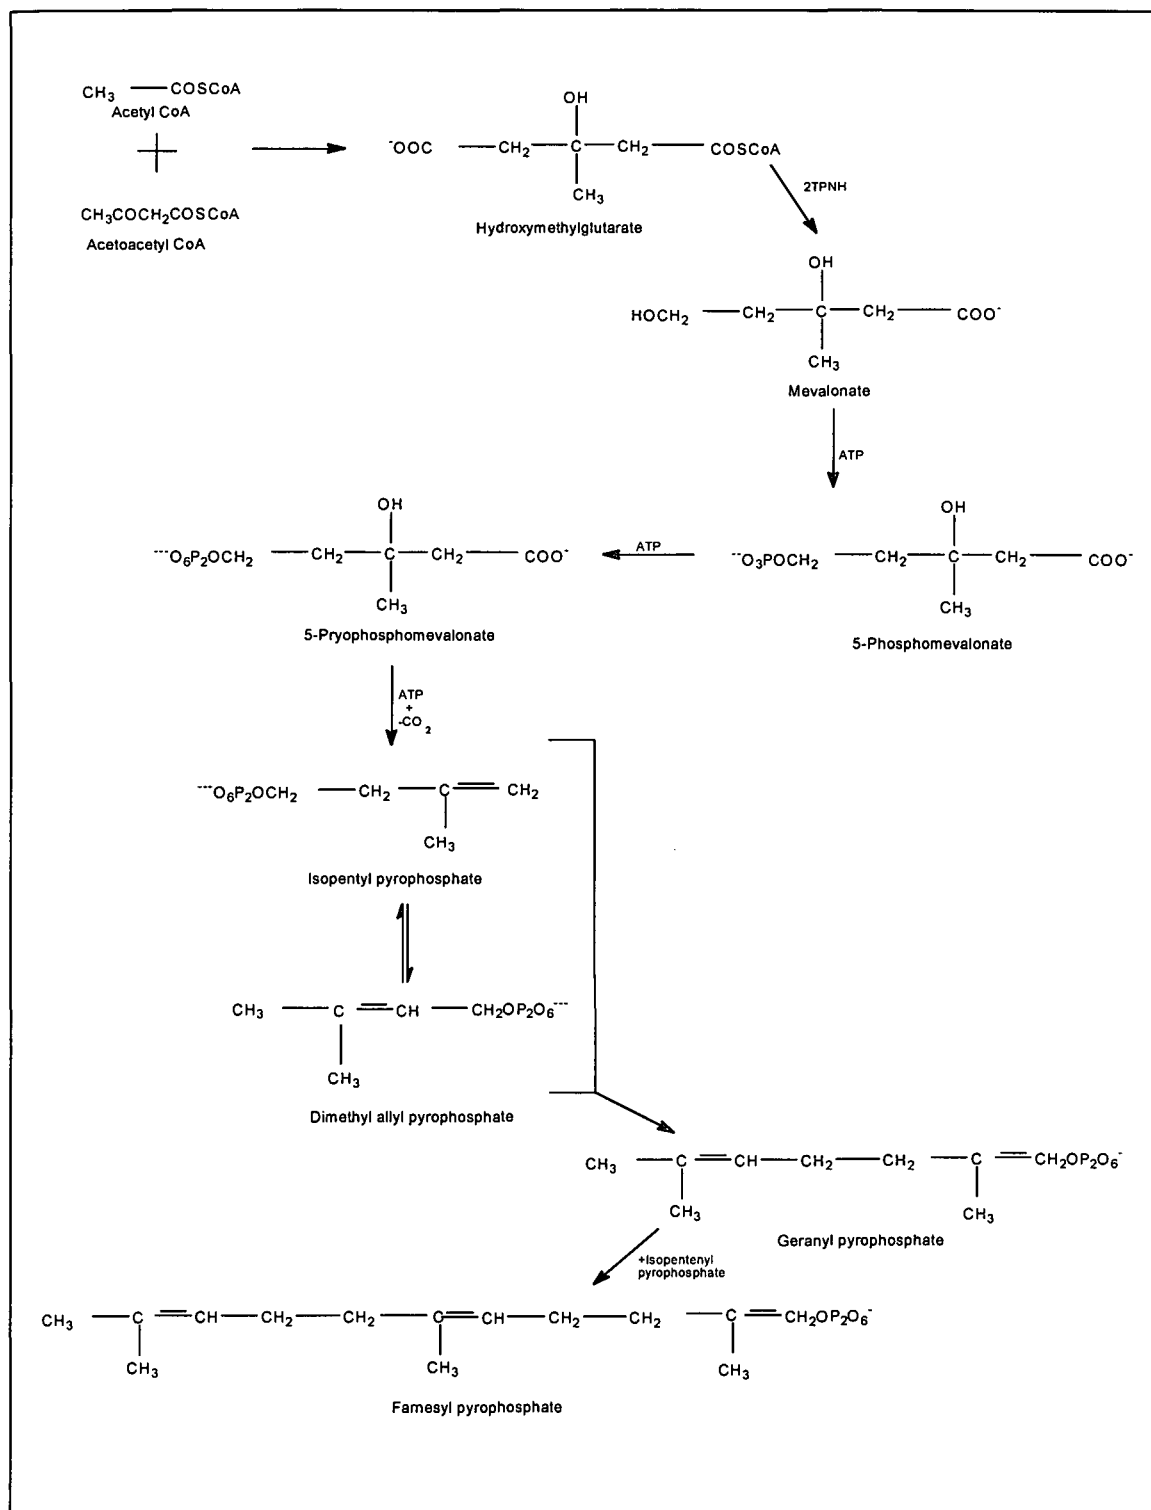 CH3 COSCoA
Acetyl CoA
+
CH3COCH2COSCoA
Acetoacetyl CoA
OH
-OOC CH2 C CH2 COSCoA
CH3
Hydroxymethylglutarate
2TPNH
OH
HOCH2 CH2 C CH2 COO-
CH3
Mevalonate
ATP
OH
---O6P2OCH2 CH2 C CH2 COO-
CH3
5-Pryophosphomevalonate
ATP
OH
--O3POCH2 CH2 C CH2 COO-
CH3
5-Phosphomevalonate
ATP
+
-CO2
---O6P2OCH2 CH2 C CH2
CH3
Isopentyl pyrophosphate
CH3 C CH CH2OP2O6---
CH3
Dimethyl allyl pyrophosphate
CH3 C CH CH2 CH2 C CH2OP2O6-
CH3 CH3
Geranyl pyrophosphate
+Isopentenyl
pyrophosphate
CH3 C CH CH2 CH2 C CH CH2 CH2 C CH2OP2O6-
CH3 CH3 CH3
Farnesyl pyrophosphate